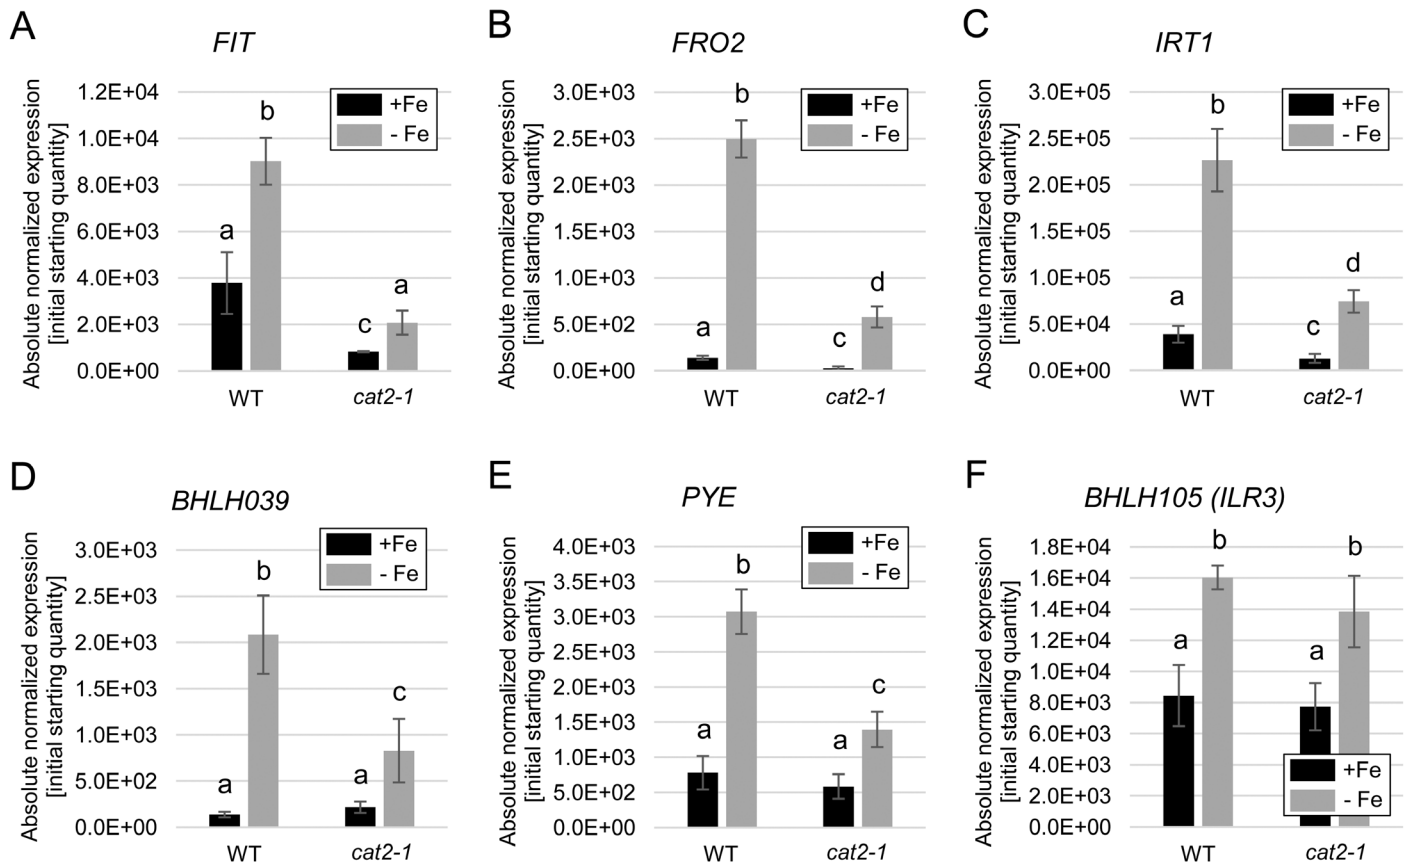 A
FIT
Absolute normalized expression
[initial starting quantity]
1.2E+04
1.0E+04
8.0E+03
6.0E+03
4.0E+03
2.0E+03
0.0E+00
+Fe
- Fe
a
b
c
a
WT
cat2-1
B
FRO2
Absolute normalized expression
[initial starting quantity]
3.0E+03
2.5E+03
2.0E+03
1.5E+03
1.0E+03
5.0E+02
0.0E+00
+Fe
- Fe
a
b
c
d
WT
cat2-1
C
IRT1
Absolute normalized expression
[initial starting quantity]
3.0E+05
2.5E+05
2.0E+05
1.5E+05
1.0E+05
5.0E+04
0.0E+00
+Fe
- Fe
a
b
c
d
WT
cat2-1
D
BHLH039
Absolute normalized expression
[initial starting quantity]
3.0E+03
2.5E+03
2.0E+03
1.5E+03
1.0E+03
5.0E+02
0.0E+00
+Fe
- Fe
a
b
a
c
WT
cat2-1
E
PYE
Absolute normalized expression
[initial starting quantity]
4.0E+03
3.5E+03
3.0E+03
2.5E+03
2.0E+03
1.5E+03
1.0E+03
5.0E+02
0.0E+00
+Fe
- Fe
a
b
a
c
WT
cat2-1
F
BHLH105 (ILR3)
Absolute normalized expression
[initial starting quantity]
1.8E+04
1.6E+04
1.4E+04
1.2E+04
1.0E+04
8.0E+03
6.0E+03
4.0E+03
2.0E+03
0.0E+00
a
b
a
b
+Fe
- Fe
WT
cat2-1